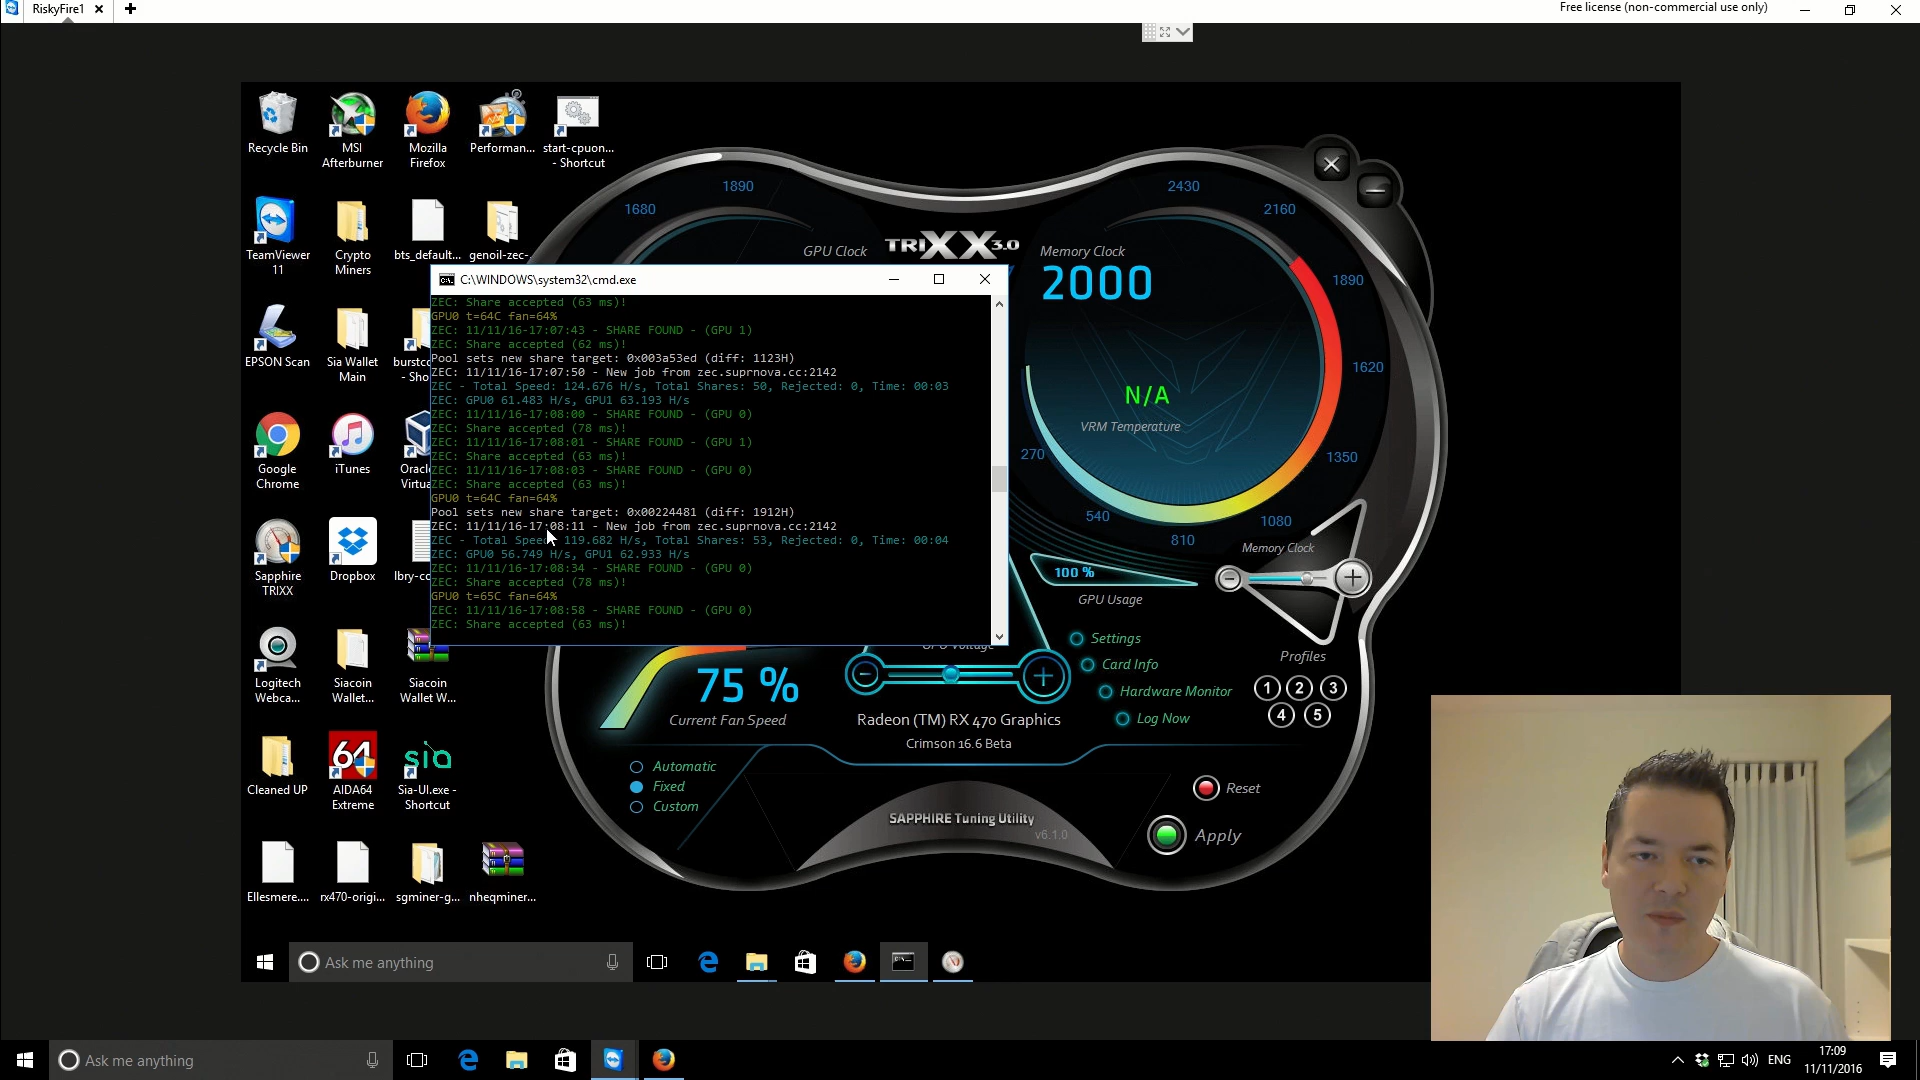 RiskyFire1
Free license (non-commercial use only)
Recycle Bin
MSI Afterburner
Mozilla Firefox
Performan...
start-cpuon... - Shortcut
TeamViewer 11
Crypto Miners
bts_default...
genoil-zec-
EPSON Scan
Sia Wallet Main
burstco
- Sho
Google Chrome
iTunes
Oracl
Virtua
Sapphire TRIXX
Dropbox
lbry-co
Logitech Webca...
Siacoin Wallet...
Siacoin Wallet W...
Cleaned UP
64
AIDA64 Extreme
sia
Sia-UI.exe - Shortcut
Ellesmere....
rx470-origi...
sgminer-g...
nheqminer...
1680
1890
GPU Clock
TRIXX 3.0
Memory Clock
2000
2430
2160
1890
1620
1350
1080
810
540
270
N/A
VRM Temperature
C:\WINDOWS\system32\cmd.exe
ZEC: Share accepted (63 ms)!
GPU0 t=64C fan=64%
ZEC: 11/11/16-17:07:43 - SHARE FOUND - (GPU 1)
ZEC: Share accepted (62 ms)!
Pool sets new share target: 0x003a53ed (diff: 1123H)
ZEC: 11/11/16-17:07:50 - New job from zec.suprnova.cc:2142
ZEC - Total Speed: 124.676 H/s, Total Shares: 50, Rejected: 0, Time: 00:03
ZEC: GPU0 61.483 H/s, GPU1 63.193 H/s
ZEC: 11/11/16-17:08:00 - SHARE FOUND - (GPU 0)
ZEC: Share accepted (78 ms)!
ZEC: 11/11/16-17:08:01 - SHARE FOUND - (GPU 1)
ZEC: Share accepted (63 ms)!
ZEC: 11/11/16-17:08:03 - SHARE FOUND - (GPU 0)
ZEC: Share accepted (63 ms)!
GPU0 t=64C fan=64%
Pool sets new share target: 0x00224481 (diff: 1912H)
ZEC: 11/11/16-17:08:11 - New job from zec.suprnova.cc:2142
ZEC - Total Speed: 119.682 H/s, Total Shares: 53, Rejected: 0, Time: 00:04
ZEC: GPU0 56.749 H/s, GPU1 62.933 H/s
ZEC: 11/11/16-17:08:34 - SHARE FOUND - (GPU 0)
ZEC: Share accepted (78 ms)!
GPU0 t=65C fan=64%
ZEC: 11/11/16-17:08:58 - SHARE FOUND - (GPU 0)
ZEC: Share accepted (63 ms)!
Memory Clock
100 %
GPU Usage
Settings
Card Info
Hardware Monitor
Log Now
Profiles
1 2 3
4 5
75 %
Current Fan Speed
Radeon (TM) RX 470 Graphics
Crimson 16.6 Beta
Automatic
Fixed
Custom
SAPPHIRE Tuning Utility
v6.1.0
Reset
Apply
Ask me anything
Ask me anything
ENG
17:09
11/11/2016